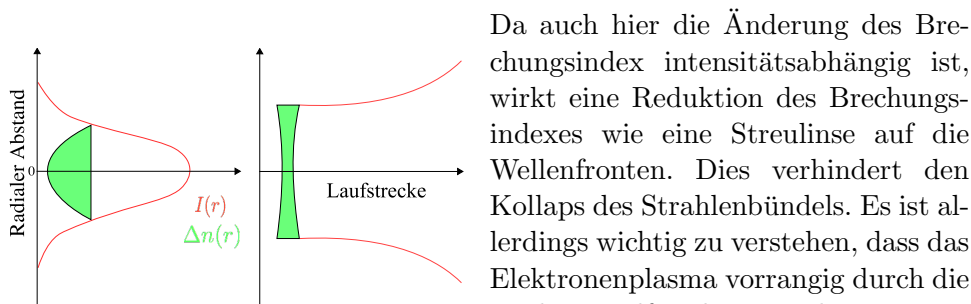 Radialer Abstand
0
I(r)
Δn(r)
Laufstrecke
Da auch hier die Änderung des Bre-
chungsindex intensitätsabhängig ist,
wirkt eine Reduktion des Brechungs-
indexes wie eine Streulinse auf die
Wellenfronten. Dies verhindert den
Kollaps des Strahlenbündels. Es ist al-
lerdings wichtig zu verstehen, dass das
Elektronenplasma vorrangig durch die